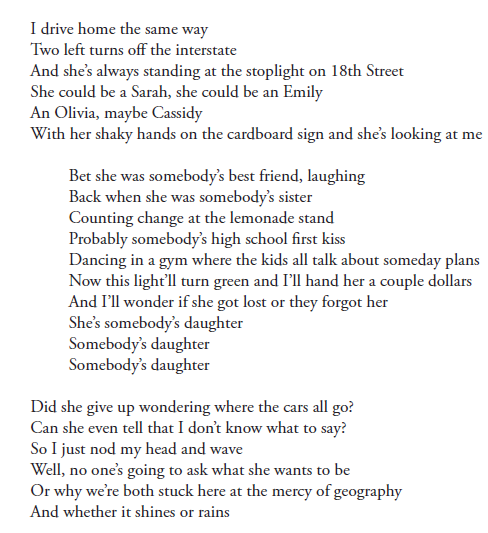 I drive home the same way
Two left turns off the interstate
And she’s always standing at the stoplight on 18th Street
She could be a Sarah, she could be an Emily
An Olivia, maybe Cassidy
With her shaky hands on the cardboard sign and she’s looking at me
Bet she was somebody’s best friend, laughing
Back when she was somebody’s sister
Counting change at the lemonade stand
Probably somebody’s high school first kiss
Dancing in a gym where the kids all talk about someday plans
Now this light’ll turn green and I’ll hand her a couple dollars
And I’ll wonder if she got lost or they forgot her
She’s somebody’s daughter
Somebody’s daughter
Somebody’s daughter
Did she give up wondering where the cars all go?
Can she even tell that I don’t know what to say?
So I just nod my head and wave
Well, no one’s going to ask what she wants to be
Or why we’re both stuck here at the mercy of geography
And whether it shines or rains